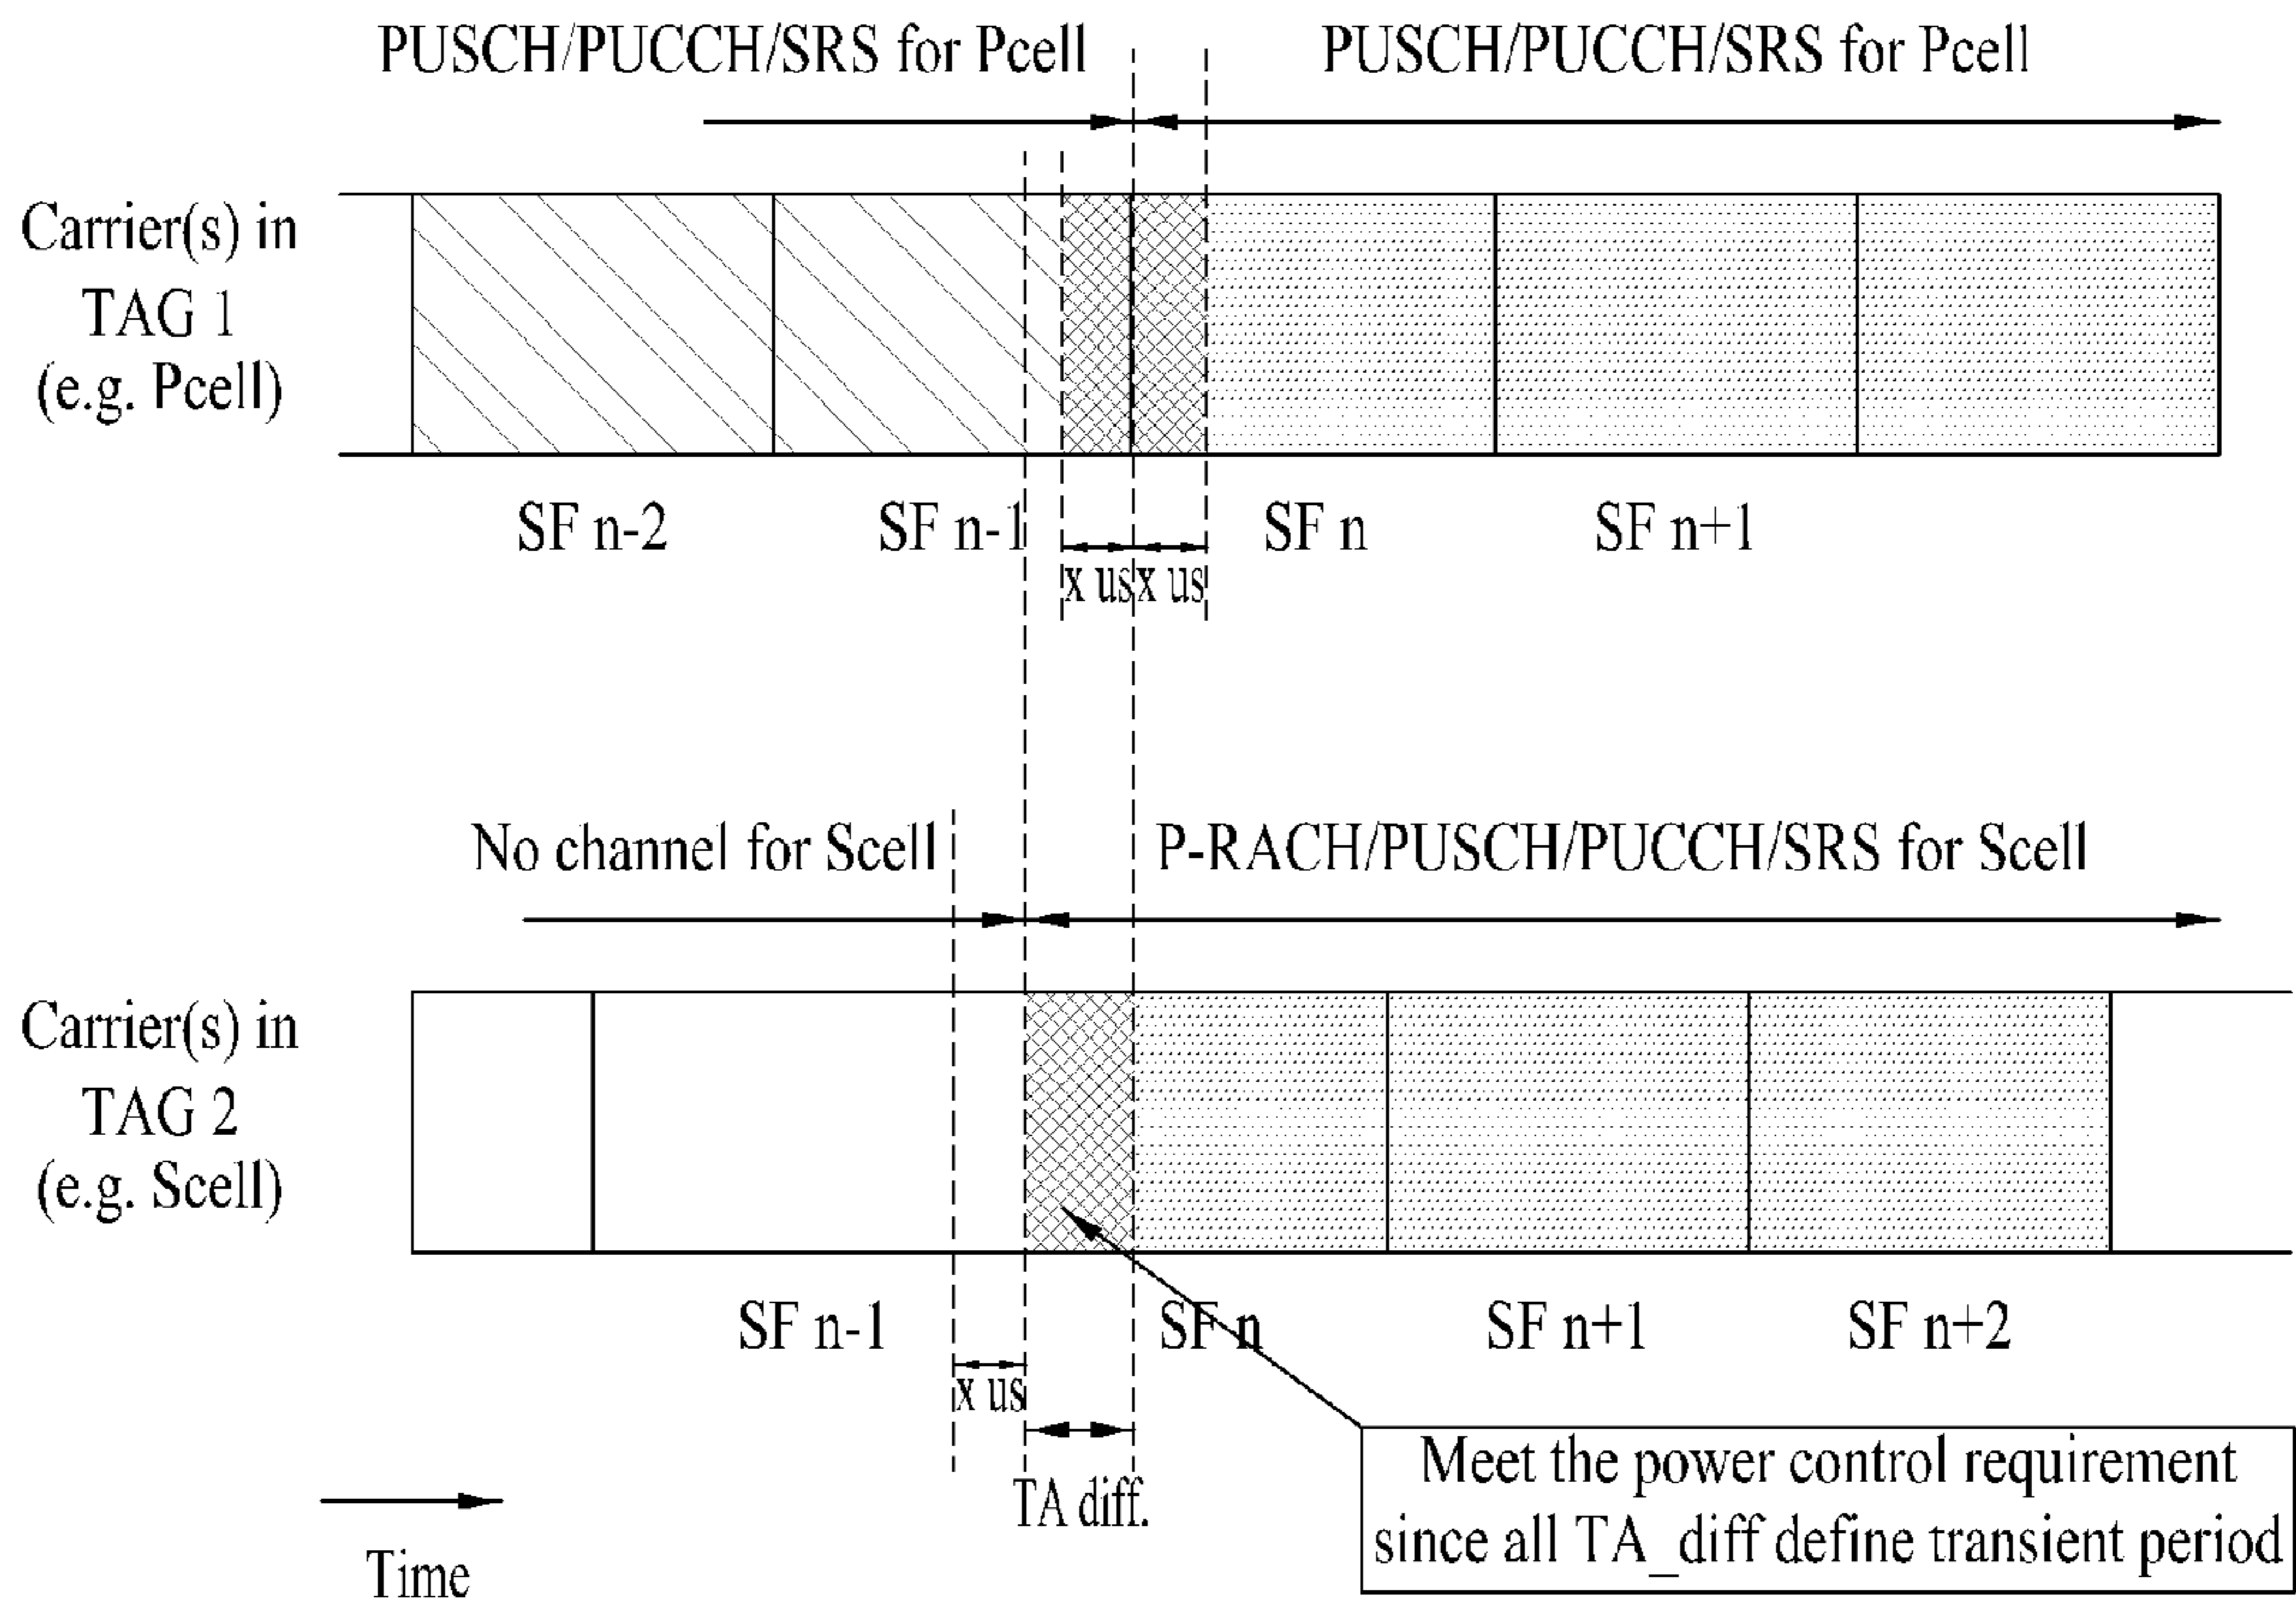 PUSCH/PUCCH/SRS for Pcell
PUSCH/PUCCH/SRS for Pcell
Carrier(s) in
TAG 1
(e.g. Pcell)
SF n-2
SF n-1
SF n
SF n+1
x us
x us
No channel for Scell
P-RACH/PUSCH/PUCCH/SRS for Scell
Carrier(s) in
TAG 2
(e.g. Scell)
SF n-1
SF n
SF n+1
SF n+2
x us
TA diff.
Meet the power control requirement
since all TA_diff define transient period
Time